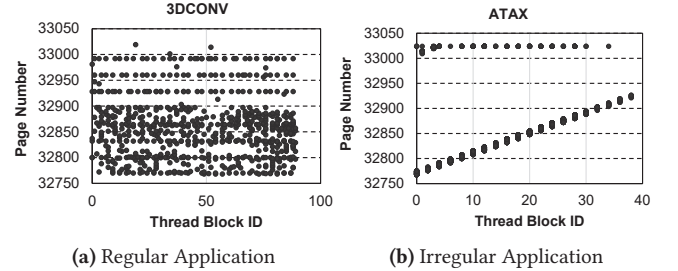 3DCONV
33050
33000
32950
32900
32850
32800
32750
Page Number
0
50
100
Thread Block ID
(a) Regular Application
ATAX
33050
33000
32950
32900
32850
32800
32750
Page Number
0
10
20
30
40
Thread Block ID
(b) Irregular Application